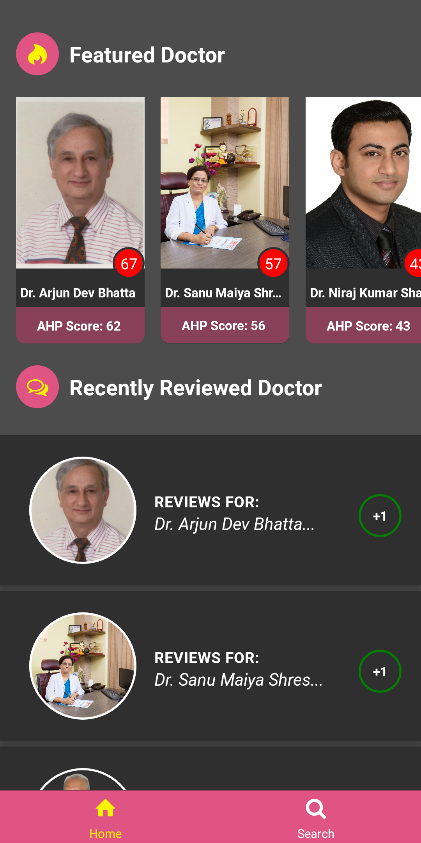 Featured Doctor
67
57
43
Dr. Arjun Dev Bhatta
Dr. Sanu Maiya Shr...
Dr. Niraj Kumar Sha
AHP Score: 62
AHP Score: 56
AHP Score: 43
Recently Reviewed Doctor
REVIEWS FOR:
Dr. Arjun Dev Bhatta...
+1
REVIEWS FOR:
Dr. Sanu Maiya Shres...
+1
Home
Search